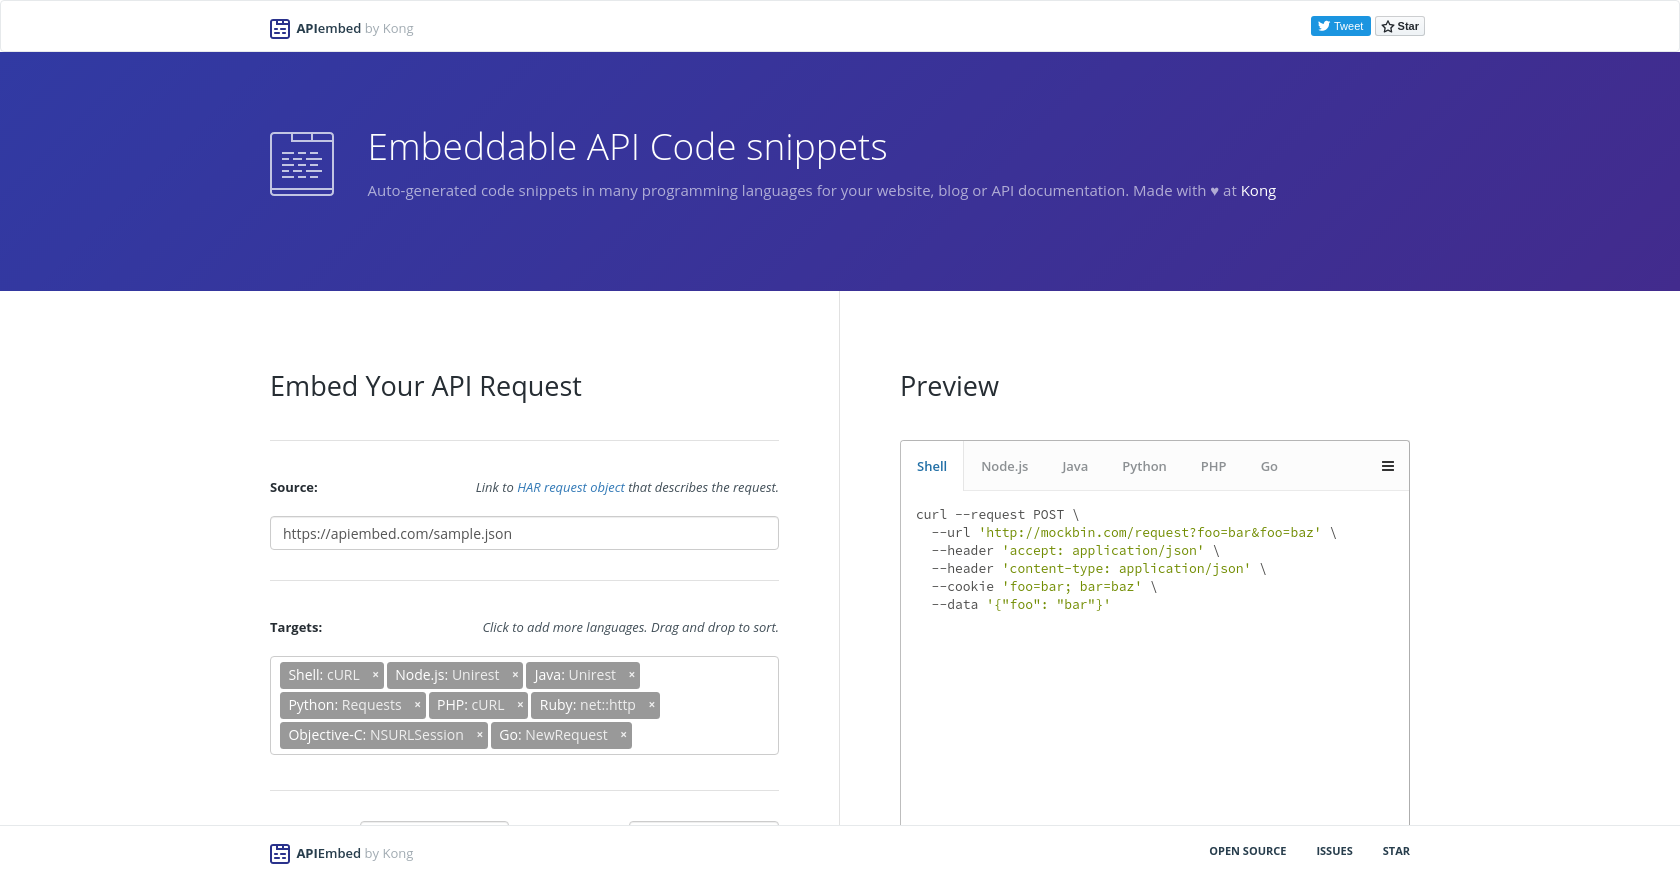 APIembed by Kong
Tweet
Star
Embeddable API Code snippets
Auto-generated code snippets in many programming languages for your website, blog or API documentation. Made with ♥ at Kong
Embed Your API Request
Source:
Link to HAR request object that describes the request.
https://apiembed.com/sample.json
Targets:
Click to add more languages. Drag and drop to sort.
Shell: cURL × Node.js: Unirest × Java: Unirest ×
Python: Requests × PHP: cURL × Ruby: net::http ×
Objective-C: NSURLSession × Go: NewRequest ×
Preview
Shell Node.js Java Python PHP Go
curl --request POST \
--url 'http://mockbin.com/request?foo=bar&foo=baz' \
--header 'accept: application/json' \
--header 'content-type: application/json' \
--cookie 'foo=bar; bar=baz' \
--data '{"foo": "bar"}'
APIEmbed by Kong
OPEN SOURCE ISSUES STAR